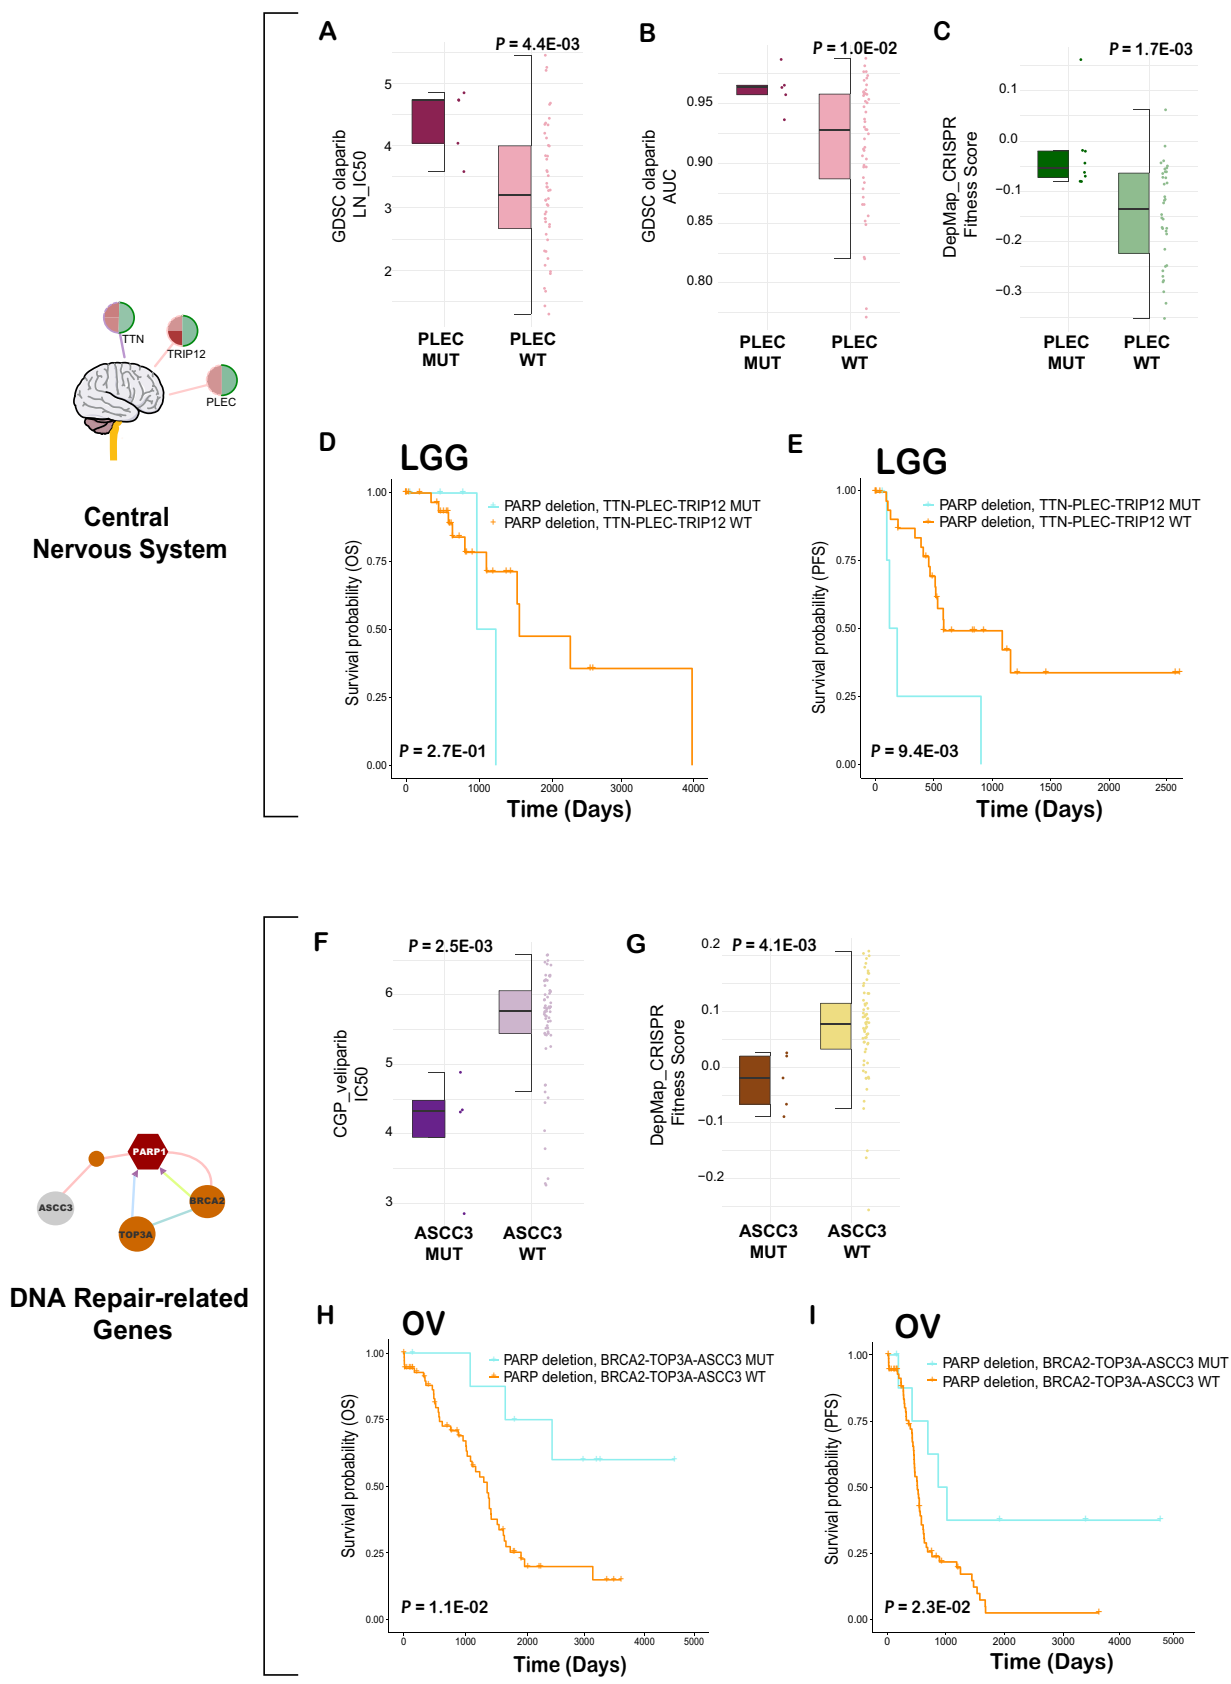 A
P = 4.4E-03
GDSC olaparib
LN_IC50
5
4
3
2
PLEC
MUT
PLEC
WT
B
P = 1.0E-02
GDSC olaparib
AUC
0.95
0.90
0.85
0.80
PLEC
MUT
PLEC
WT
C
P = 1.7E-03
DepMap_CRISPR
Fitness Score
0.1
0.0
−0.1
−0.2
−0.3
PLEC
MUT
PLEC
WT
TTN
TRIP12
PLEC
Central
Nervous System
D
LGG
PARP deletion, TTN-PLEC-TRIP12 MUT
PARP deletion, TTN-PLEC-TRIP12 WT
Survival probability (OS)
1.00
0.75
0.50
0.25
0.00
P = 2.7E-01
0
1000
2000
3000
4000
Time (Days)
E
LGG
PARP deletion, TTN-PLEC-TRIP12 MUT
PARP deletion, TTN-PLEC-TRIP12 WT
Survival probability (PFS)
1.00
0.75
0.50
0.25
0.00
P = 9.4E-03
0
500
1000
1500
2000
2500
Time (Days)
F
P = 2.5E-03
CGP_veliparib
IC50
6
5
4
3
ASCC3
MUT
ASCC3
WT
G
P = 4.1E-03
DepMap_CRISPR
Fitness Score
0.2
0.1
0.0
−0.1
−0.2
ASCC3
MUT
ASCC3
WT
PARP1
ASCC3
BRCA2
TOP3A
DNA Repair-related
Genes
H
OV
PARP deletion, BRCA2-TOP3A-ASCC3 MUT
PARP deletion, BRCA2-TOP3A-ASCC3 WT
Survival probability (OS)
1.00
0.75
0.50
0.25
0.00
P = 1.1E-02
0
1000
2000
3000
4000
5000
Time (Days)
I
OV
PARP deletion, BRCA2-TOP3A-ASCC3 MUT
PARP deletion, BRCA2-TOP3A-ASCC3 WT
Survival probability (PFS)
1.00
0.75
0.50
0.25
0.00
P = 2.3E-02
0
1000
2000
3000
4000
5000
Time (Days)